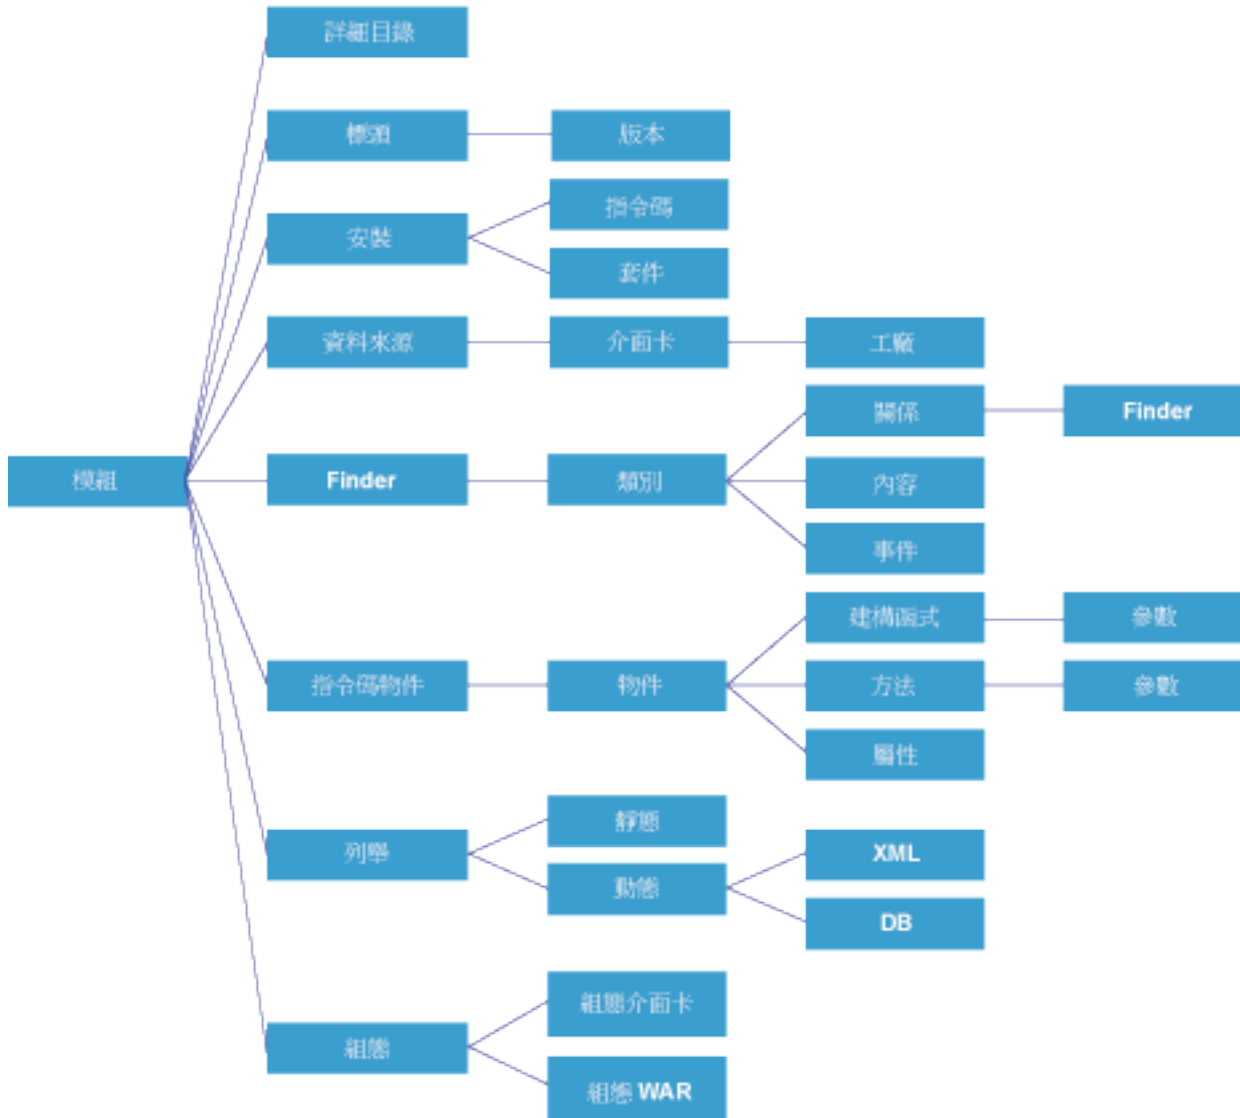 詳細目錄
標頭
版本
安裝
指令碼
套件
資料來源
介面卡
工廠
模組
Finder
類別
關係
Finder
內容
事件
指令碼物件
物件
建構函式
參數
方法
參數
屬性
列舉
靜態
動態
XML
DB
組態
組態介面卡
組態 WAR